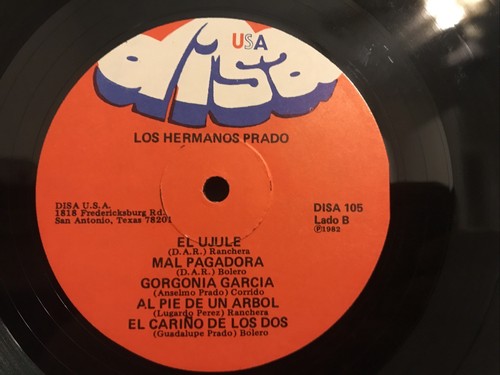 USA
disa
LOS HERMANOS PRADO
DISA U.S.A.
1818 Fredericksburg Rd.
San Antonio, Texas 78201
DISA 105
Lado B
Ⓟ1982
EL UJULE
(D.A.R.) Ranchera
MAL PAGADORA
(D.A.R.) Bolero
GORGONIA GARCIA
(Anselmo Prado) Corrido
AL PIE DE UN ARBOL
(Lugardo Perez) Ranchera
EL CARIÑO DE LOS DOS
(Guadalupe Prado) Bolero